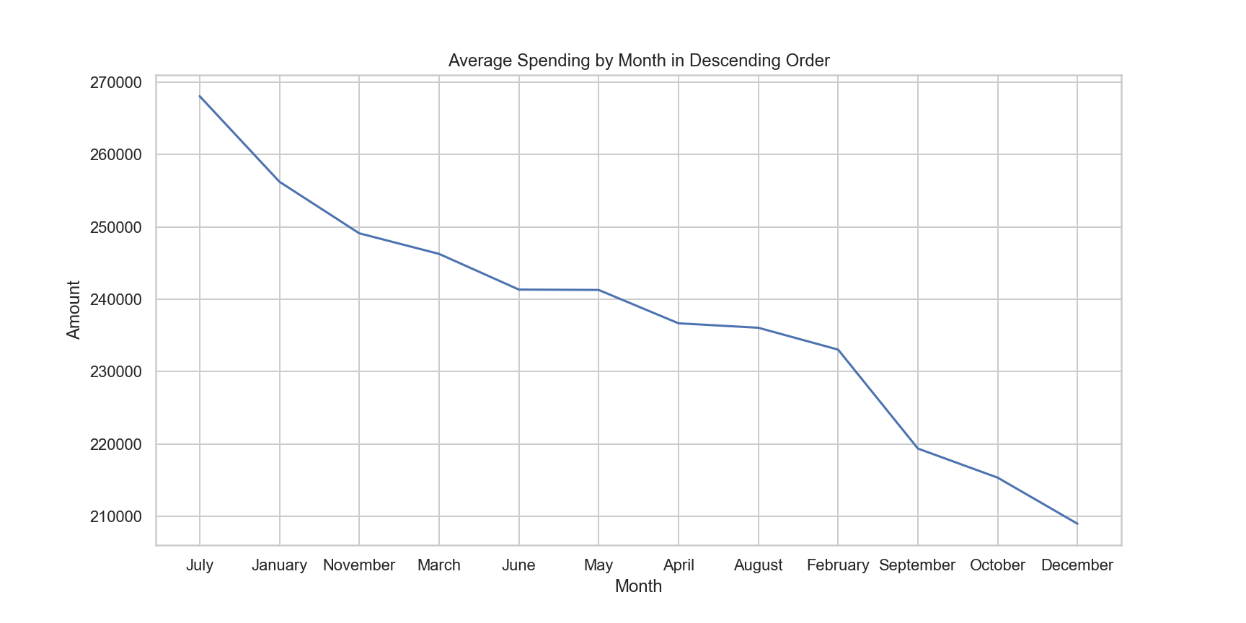 Average Spending by Month in Descending Order
270000
260000
250000
240000
230000
220000
210000
Amount
July January November March June May April August February September October December
Month